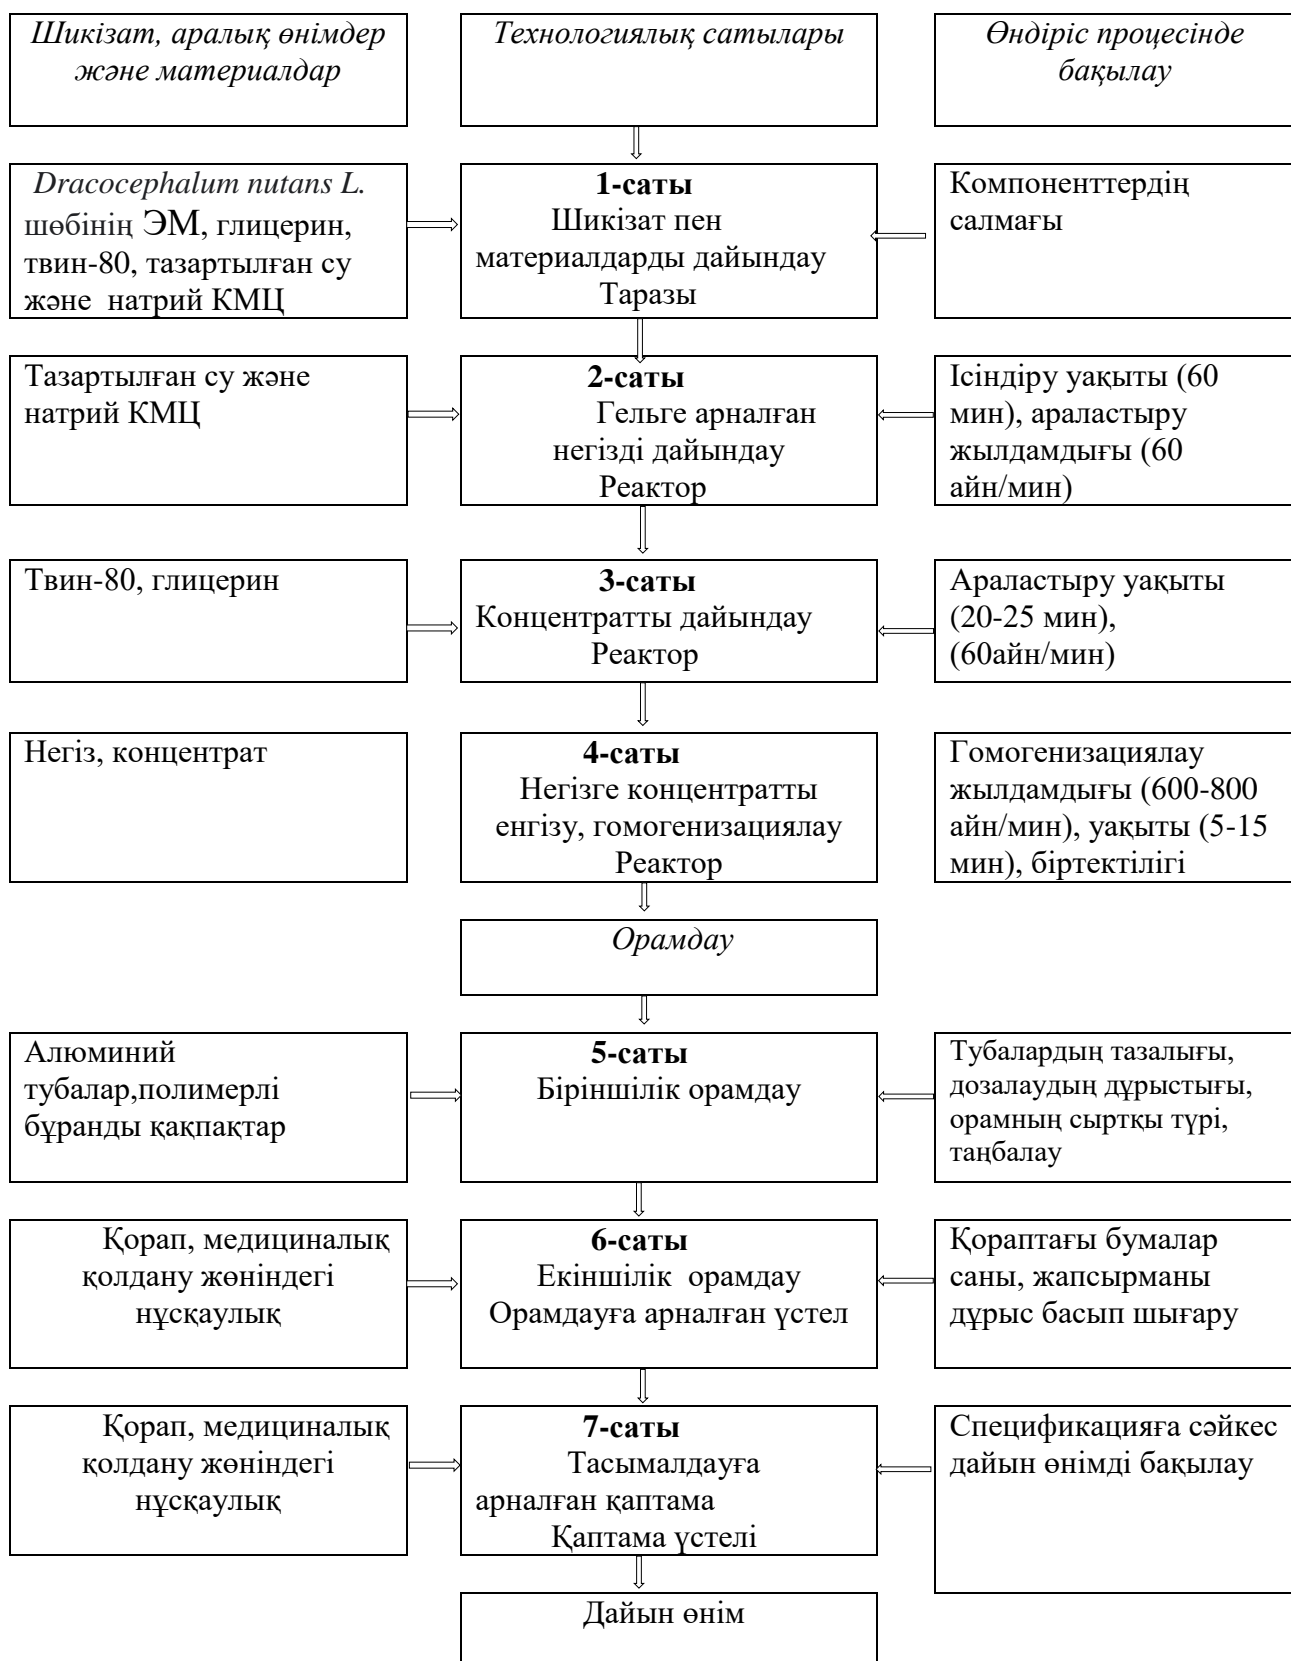 Шикізат, аралық өнімдер
және материалдар
Технологиялық сатылары
Өндіріс процесінде
бақылау
Dracocephalum nutans L.
шөбінің ЭМ, глицерин,
твин-80, тазартылған су
және натрий КМЦ
1-саты
Шикізат пен
материалдарды дайындау
Таразы
Компоненттердің
салмағы
Тазартылған су және
натрий КМЦ
2-саты
Гельге арналған
негізді дайындау
Реактор
Ісіндіру уақыты (60
мин), араластыру
жылдамдығы (60
айн/мин)
Твин-80, глицерин
3-саты
Концентратты дайындау
Реактор
Араластыру уақыты
(20-25 мин),
(60айн/мин)
Негіз, концентрат
4-саты
Негізге концентратты
енгізу, гомогенизациялау
Реактор
Гомогенизациялау
жылдамдығы (600-800
айн/мин), уақыты (5-15
мин), біртектілігі
Орамдау
Алюминий
тубалар,полимерлі
бұранды қақпақтар
5-саты
Біріншілік орамдау
Тубалардың тазалығы,
дозалаудың дұрыстығы,
орамның сыртқы түрі,
таңбалау
Қорап, медициналық
қолдану жөніндегі
нұсқаулық
6-саты
Екіншілік орамдау
Орамдауға арналған үстел
Қораптағы бумалар
саны, жапсырманы
дұрыс басып шығару
Қорап, медициналық
қолдану жөніндегі
нұсқаулық
7-саты
Тасымалдауға
арналған қаптама
Қаптама үстелі
Спецификацияға сәйкес
дайын өнімді бақылау
Дайын өнім